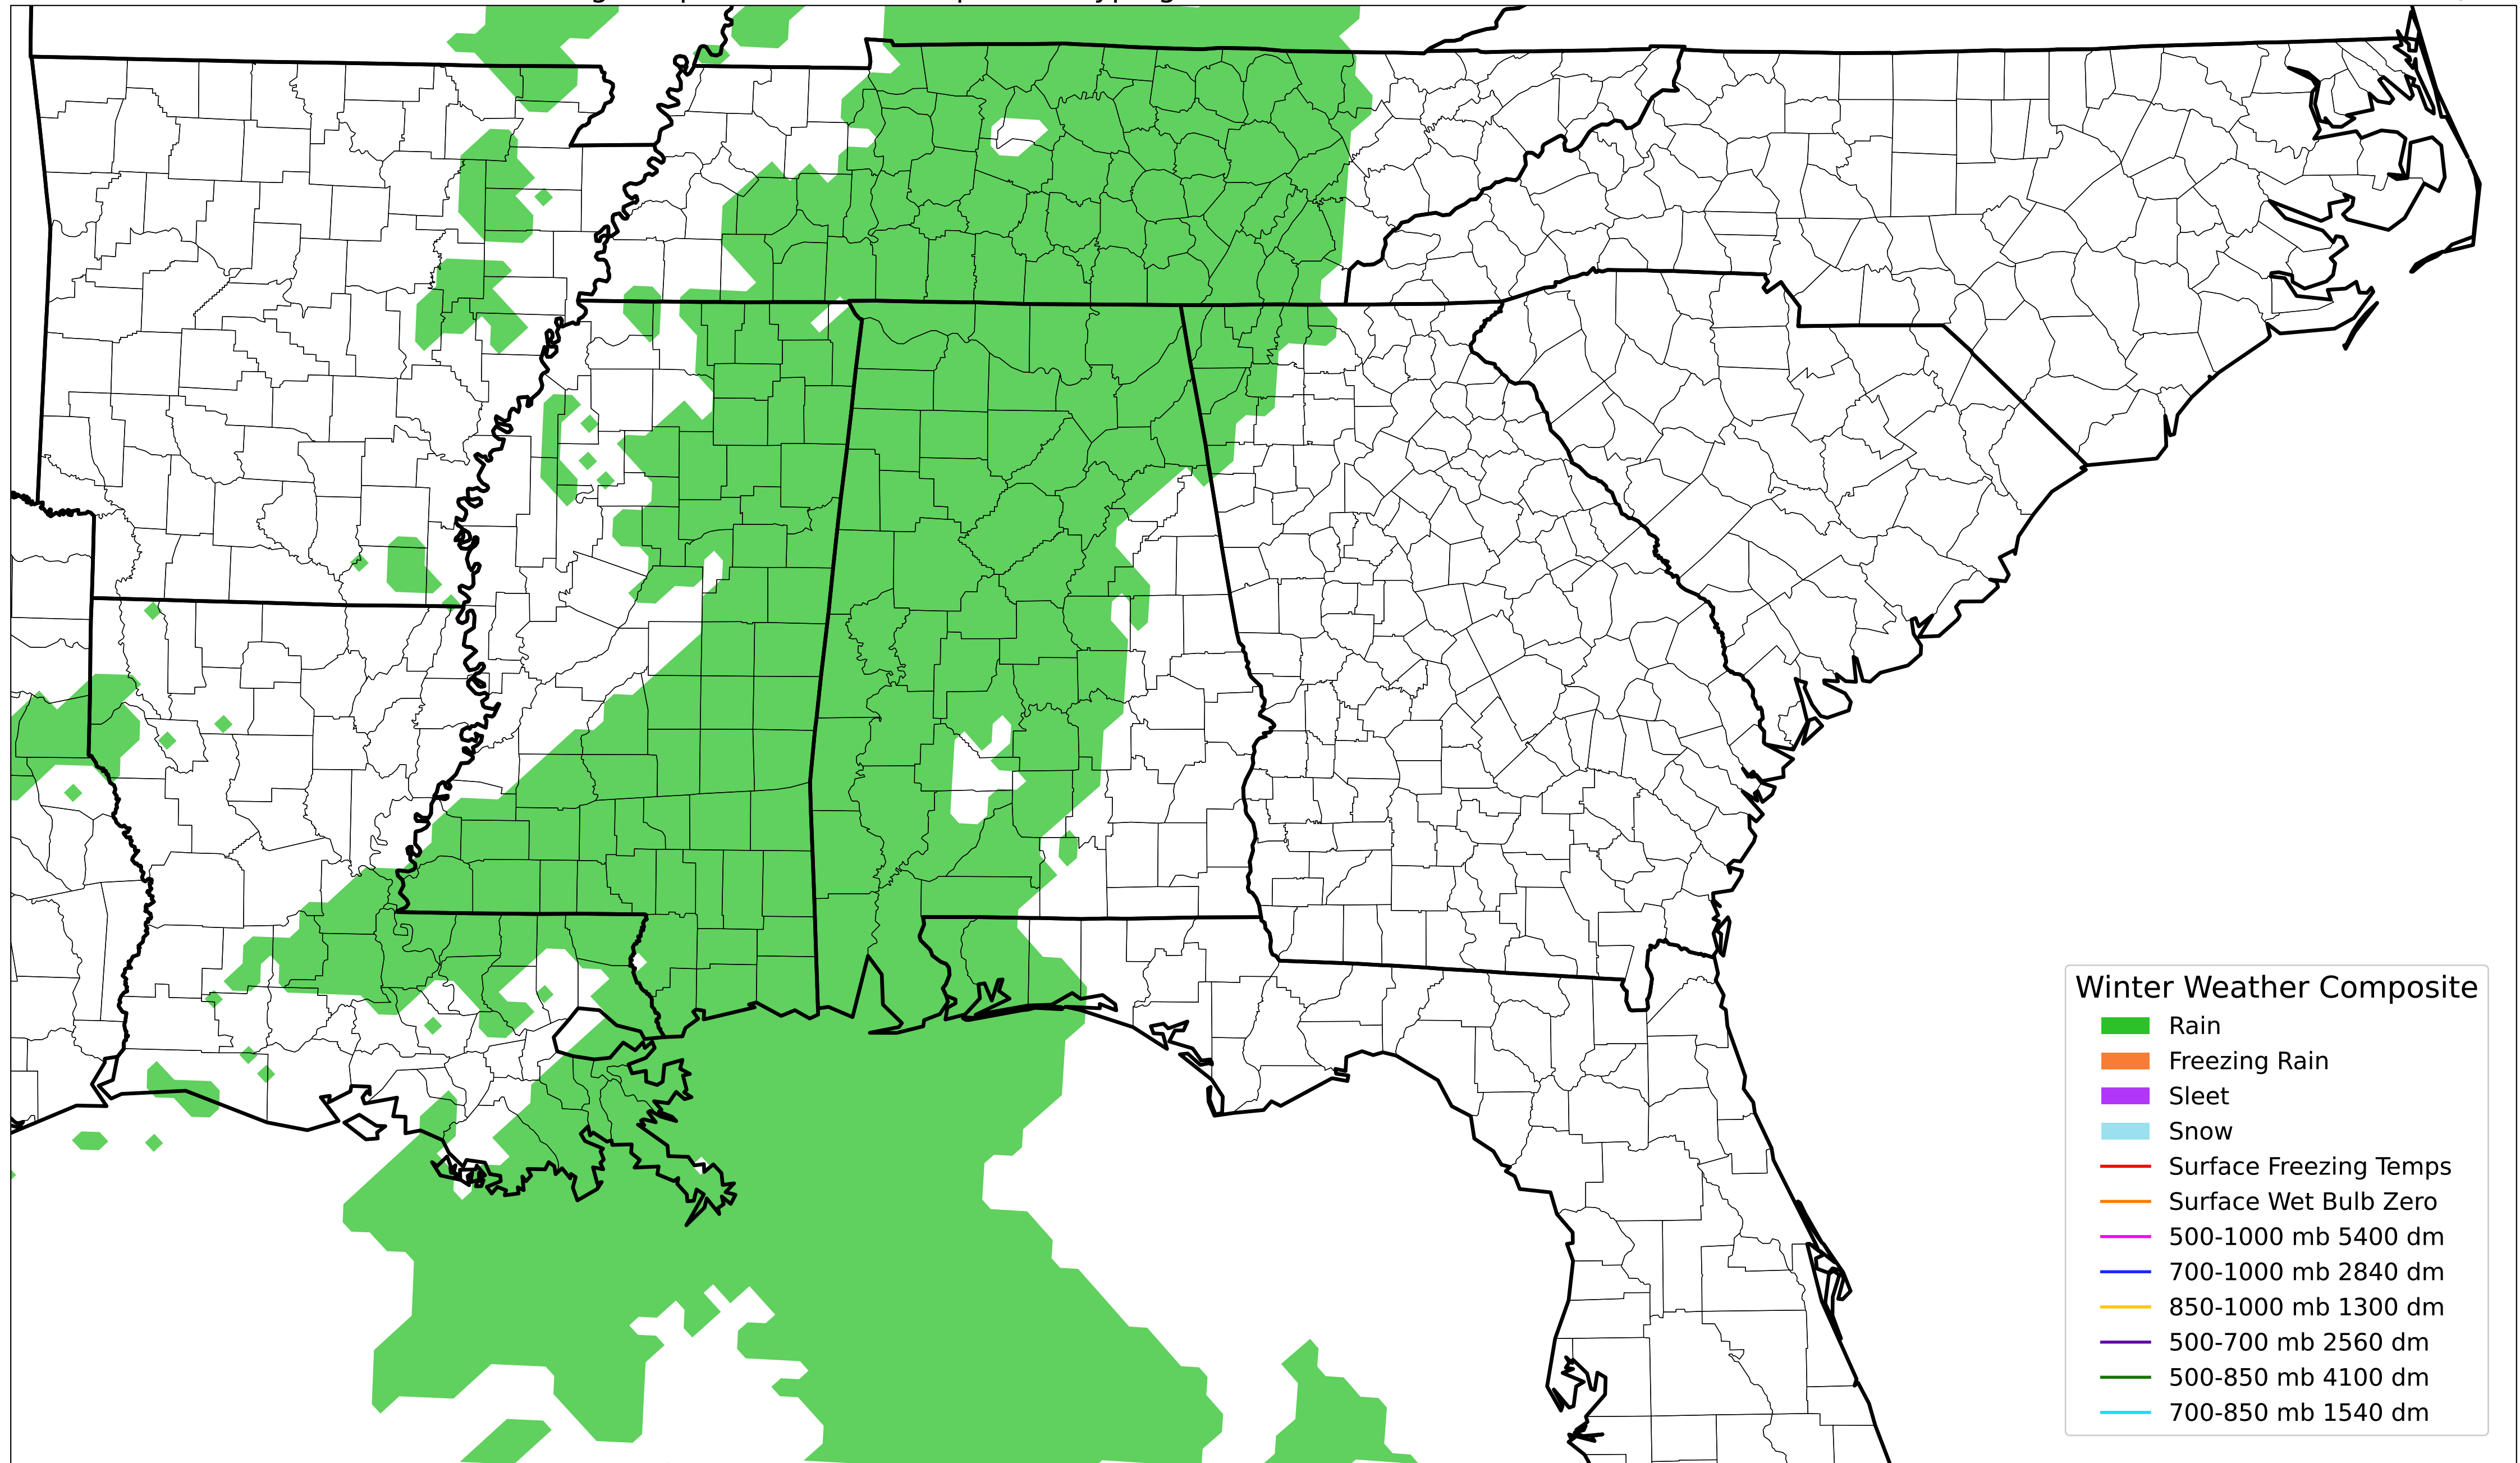 Winter Weather Composite
Rain
Freezing Rain
Sleet
Snow
Surface Freezing Temps
Surface Wet Bulb Zero
500-1000 mb 5400 dm
700-1000 mb 2840 dm
850-1000 mb 1300 dm
500-700 mb 2560 dm
500-850 mb 4100 dm
700-850 mb 1540 dm